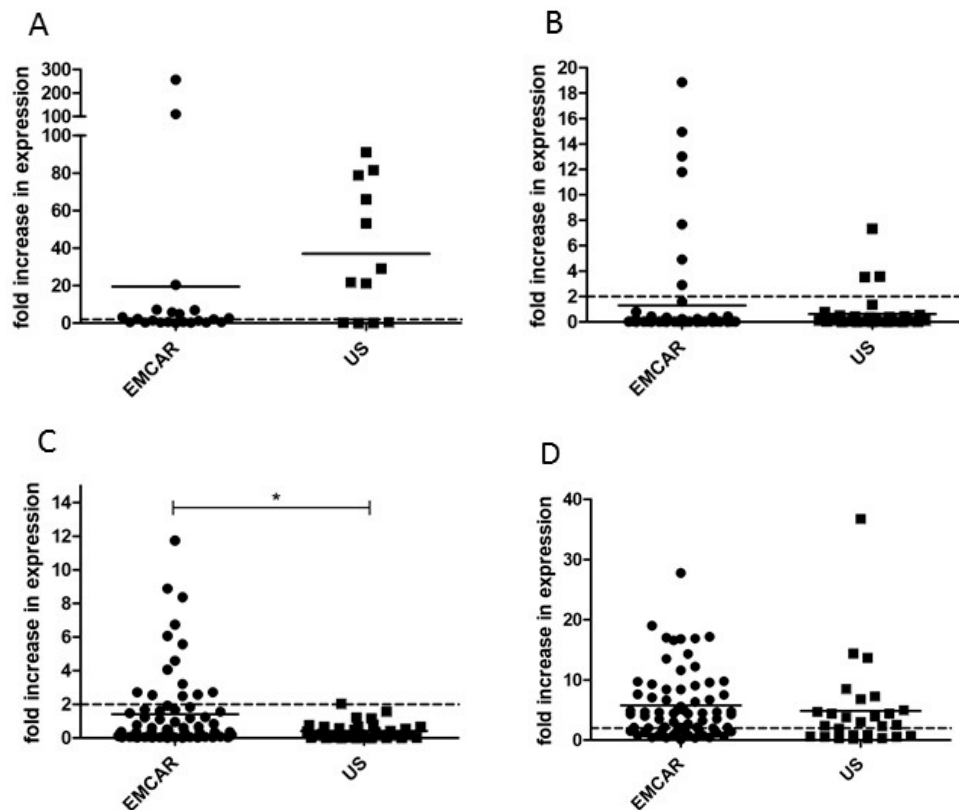 A
fold increase in expression
300
200
100
100
80
60
40
20
0
EMCAR
US
B
fold increase in expression
20
18
16
14
12
10
8
6
4
2
0
EMCAR
US
C
fold increase in expression
14
12
10
8
6
4
2
0
*
EMCAR
US
D
fold increase in expression
40
30
20
10
0
EMCAR
US